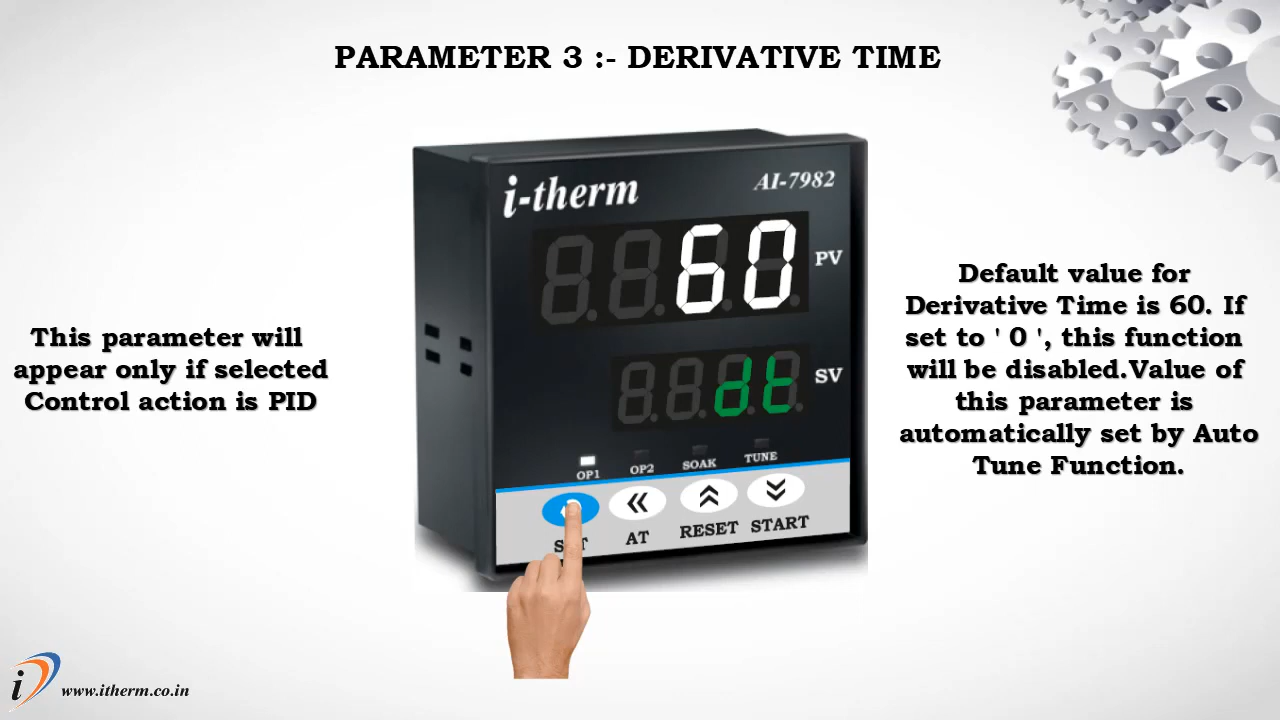 PARAMETER 3 :- DERIVATIVE TIME
This parameter will
appear only if selected
Control action is PID
i-therm
AI-7982
60
PV
dt
SV
OP1
OP2
SOAK
TUNE
AT
RESET
START
Default value for
Derivative Time is 60. If
set to ' 0 ', this function
will be disabled.Value of
this parameter is
automatically set by Auto
Tune Function.
www.itherm.co.in